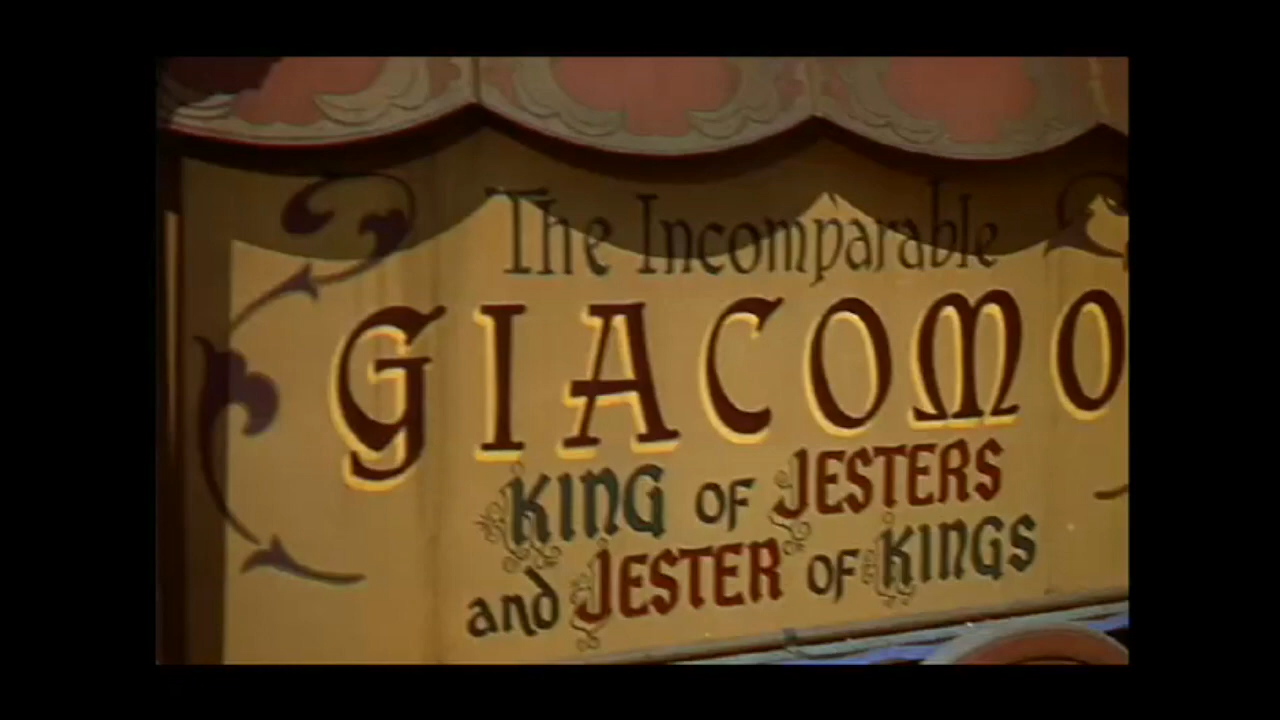 The Incomparable
GIACOMO
KING OF JESTERS
and JESTER OF KINGS